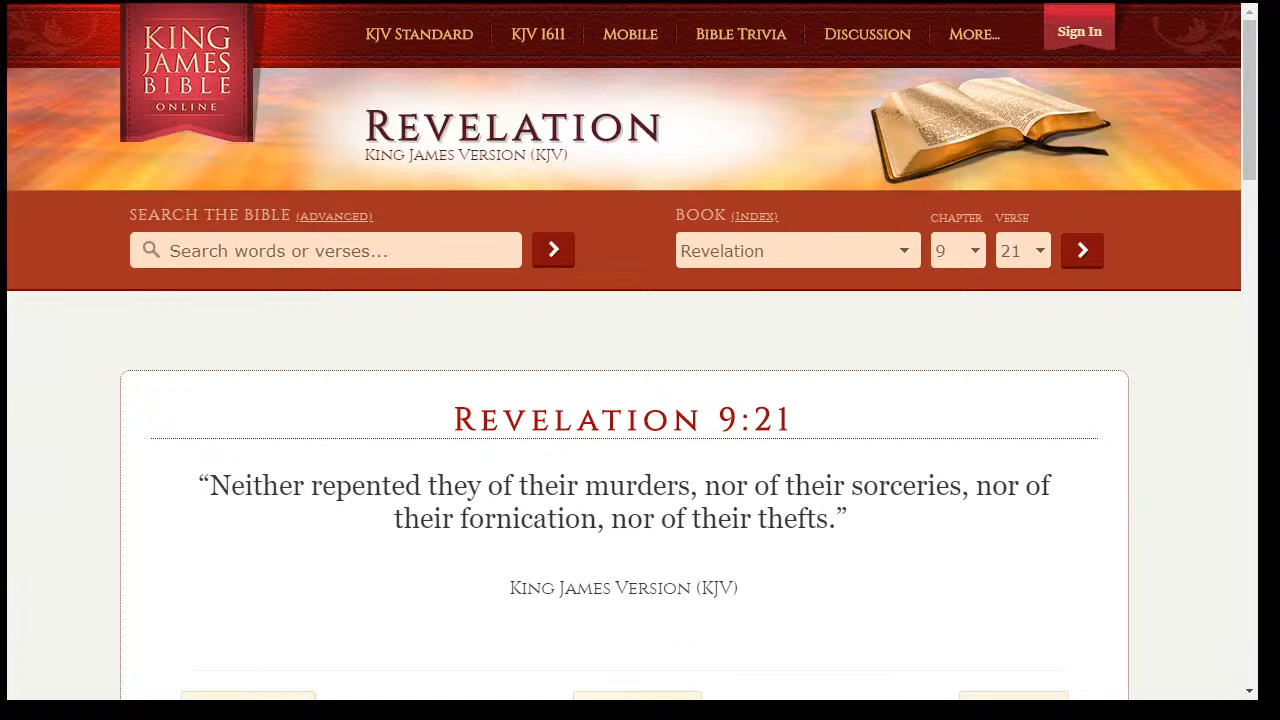 KING
JAMES
BIBLE
ONLINE
KJV Standard KJV 1611 Mobile Bible Trivia Discussion More... Sign In
Revelation
King James Version (KJV)
SEARCH THE BIBLE (Advanced) BOOK (Index) CHAPTER VERSE
Search words or verses... Revelation 9 21
Revelation 9:21
“Neither repented they of their murders, nor of their sorceries, nor of
their fornication, nor of their thefts.”
King James Version (KJV)